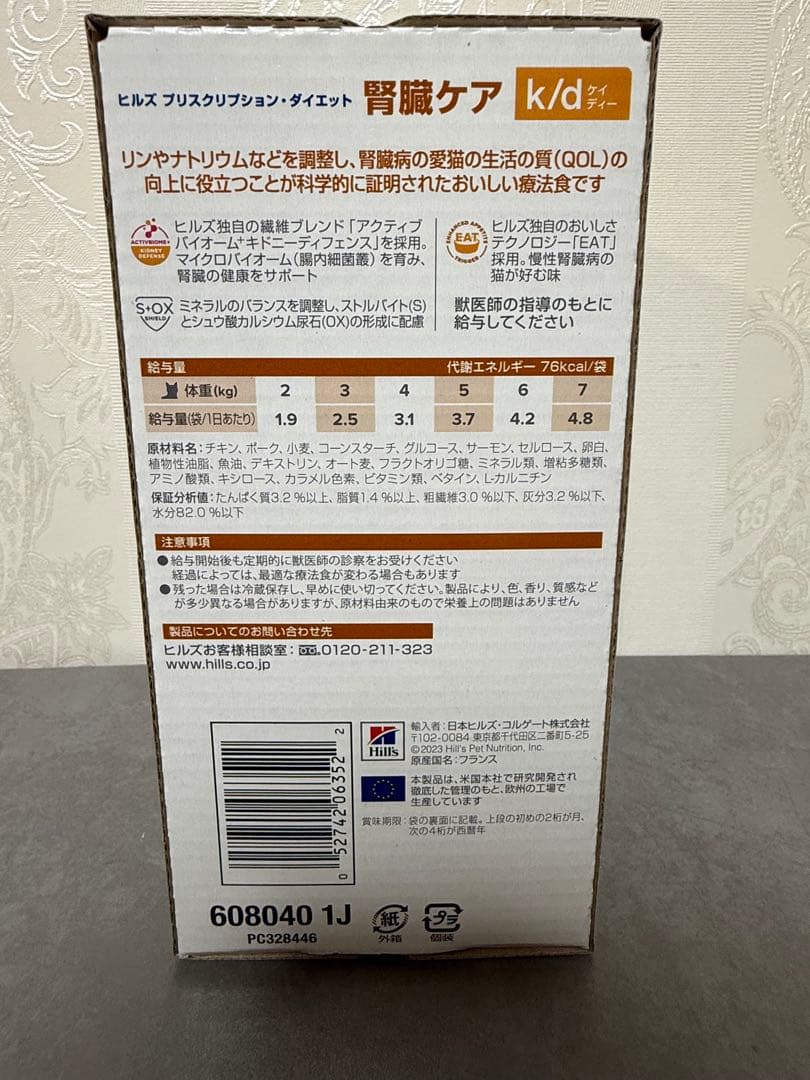 ヒルズ プリスクリプション・ダイエット 腎臓ケア k/d ケイディー
リンやナトリウムなどを調整し、腎臓病の愛猫の生活の質(QOL)の
向上に役立つことが科学的に証明されたおいしい療法食です
ACTIVBIOME+
KIDNEY
DEFENSE
ヒルズ独自の繊維ブレンド「アクティブ
バイオーム+キドニーディフェンス」を採用。
マイクロバイオーム(腸内細菌叢)を育み、
腎臓の健康をサポート
ENHANCED APPETITE
EAT
TRIGGER
ヒルズ独自のおいしさ
テクノロジー「EAT」
採用。慢性腎臓病の
猫が好む味
S+OX
SHIELD
ミネラルのバランスを調整し、ストルバイト(S)
とシュウ酸カルシウム尿石(OX)の形成に配慮
獣医師の指導のもとに
給与してください
給与量 代謝エネルギー 76kcal/袋
体重(kg) 2 3 4 5 6 7
給与量(袋/1日あたり) 1.9 2.5 3.1 3.7 4.2 4.8
原材料名:チキン、ポーク、小麦、コーンスターチ、グルコース、サーモン、セルロース、卵白、
植物性油脂、魚油、デキストリン、オート麦、フラクトオリゴ糖、ミネラル類、増粘多糖類、
アミノ酸類、キシロース、カラメル色素、ビタミン類、ベタイン、L-カルニチン
保証分析値:たんぱく質3.2 %以上、脂質1.4 %以上、粗繊維3.0 %以下、灰分3.2 %以下、
水分82.0 %以下
注意事項
●給与開始後も定期的に獣医師の診察をお受けください
経過によっては、最適な療法食が変わる場合もあります
●残った場合は冷蔵保存し、早めに使い切ってください。製品により、色、香り、質感など
が多少異なる場合がありますが、原材料由来のもので栄養上の問題はありません
製品についてのお問い合わせ先
ヒルズお客様相談室:0120-211-323
www.hills.co.jp
0 52742 06352 2
Hill's
輸入者:日本ヒルズ・コルゲート株式会社
〒102-0084 東京都千代田区二番町5-25
©2023 Hill's Pet Nutrition, Inc.
原産国名:フランス
本製品は、米国本社で研究開発され
徹底した管理のもと、欧州の工場で
生産しています
賞味期限:袋の裏面に記載。上段の初めの2桁が月、
次の4桁が西暦年
608040 1J
PC328446
紙
外箱
プラ
個装